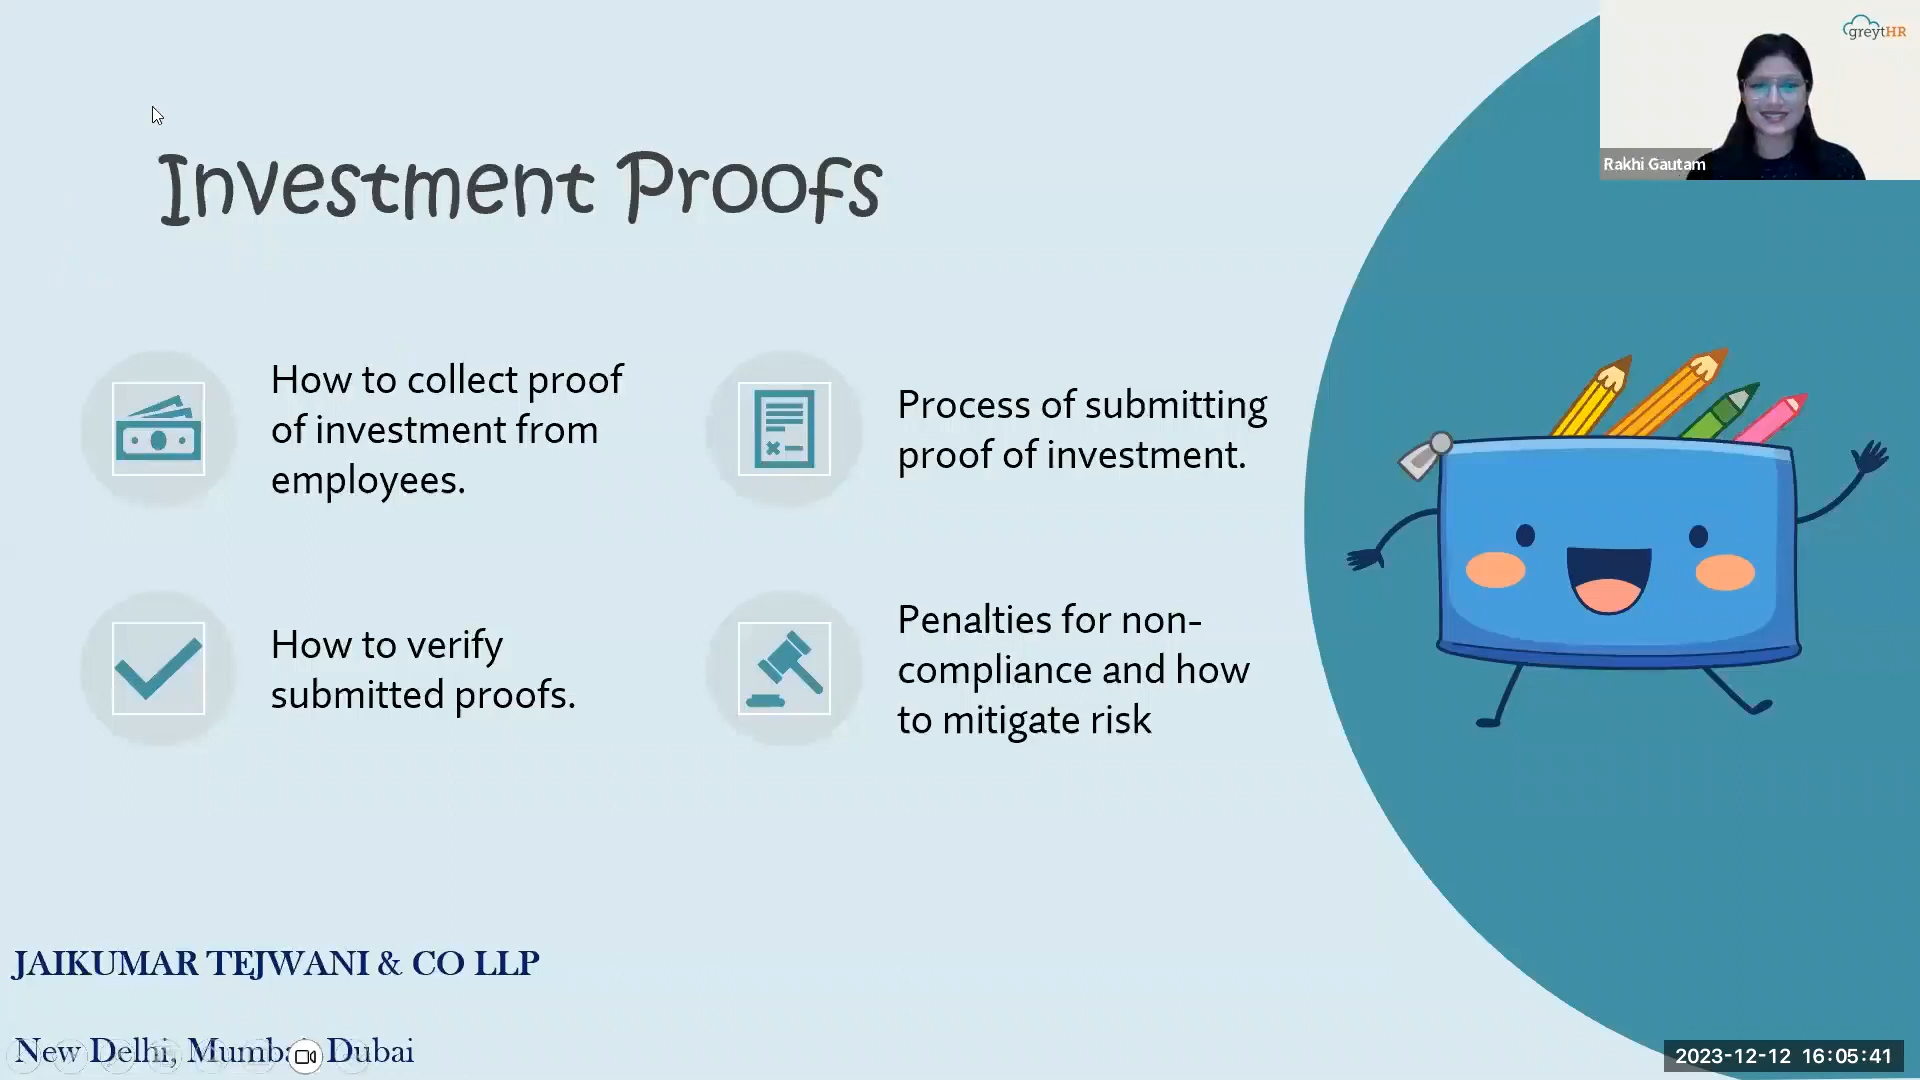 greytHR
Rakhi Gautam
Investment Proofs
How to collect proof
of investment from
employees.
Process of submitting
proof of investment.
How to verify
submitted proofs.
Penalties for non-
compliance and how
to mitigate risk
JAIKUMAR TEJWANI & CO LLP
New Delhi, Mumbai, Dubai
2023-12-12 16:05:41